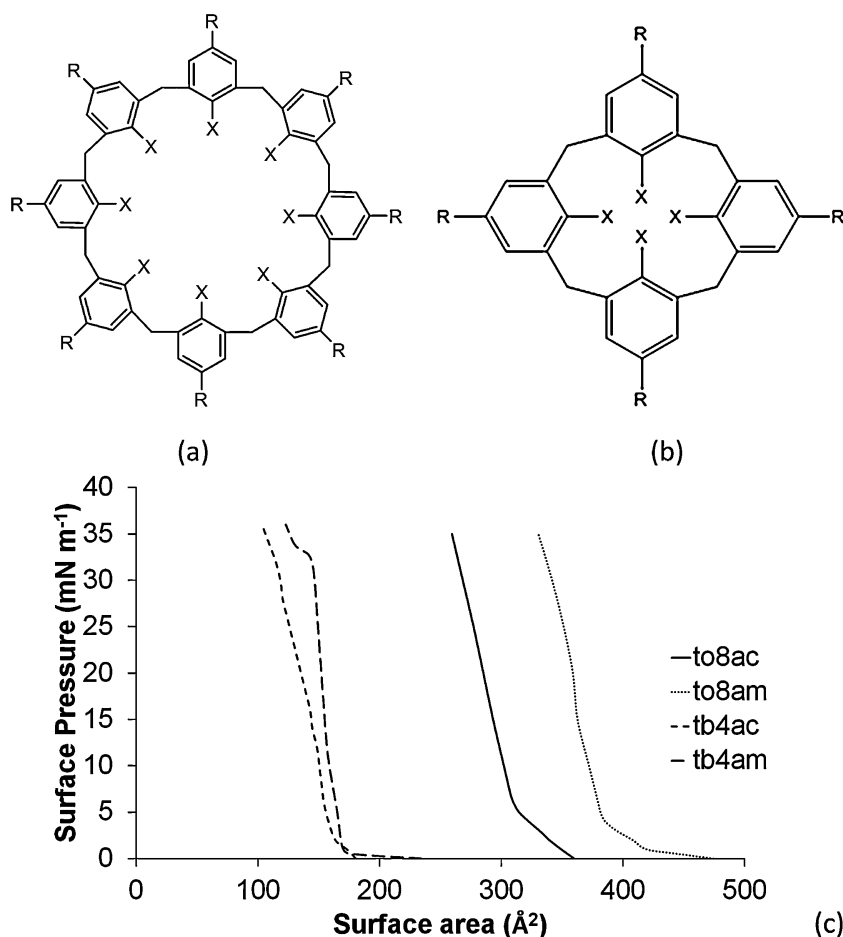 R
R
R
X
X
X
R
X
X
R
X
X
X
R
R
R
(a)
R
R
X
X
X
X
R
R
(b)
40
35
30
25
20
15
10
5
0
Surface Pressure (mN m⁻¹)
to8ac
to8am
tb4ac
tb4am
0 100 200 300 400 500
Surface area (Å²)
(c)